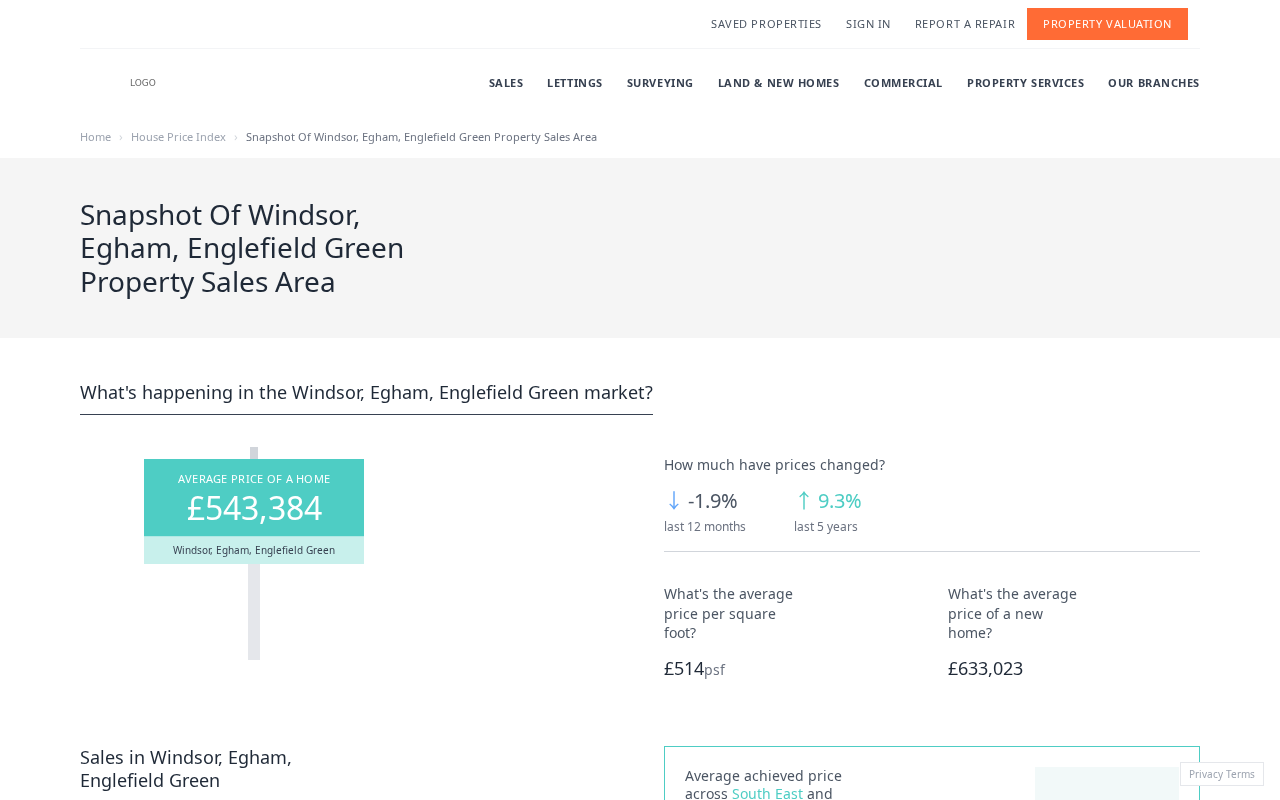 SAVED PROPERTIES SIGN IN REPORT A REPAIR PROPERTY VALUATION
LOGO SALES LETTINGS SURVEYING LAND & NEW HOMES COMMERCIAL PROPERTY SERVICES OUR BRANCHES
Home › House Price Index › Snapshot Of Windsor, Egham, Englefield Green Property Sales Area
Snapshot Of Windsor,
Egham, Englefield Green
Property Sales Area
What's happening in the Windsor, Egham, Englefield Green market?
AVERAGE PRICE OF A HOME
£543,384
Windsor, Egham, Englefield Green
How much have prices changed?
↓ -1.9% ↑ 9.3%
last 12 months last 5 years
What's the average
price per square
foot?
£514psf
What's the average
price of a new
home?
£633,023
Sales in Windsor, Egham,
Englefield Green
Average achieved price
across South East and
Privacy Terms